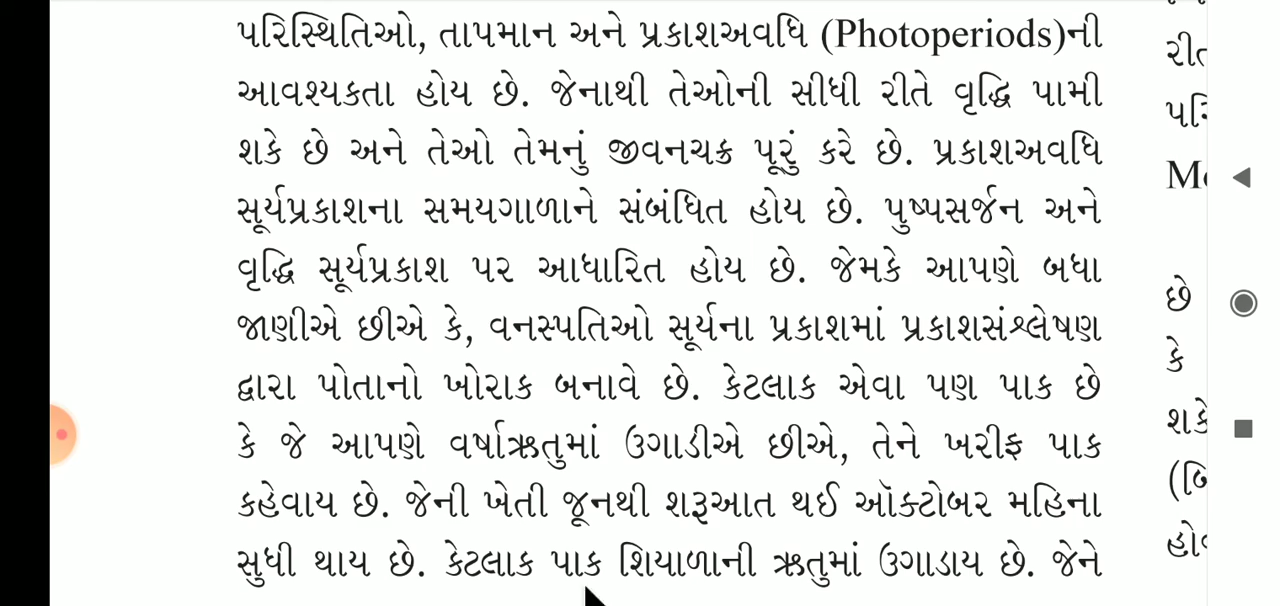 પરિસ્થિતિઓ, તાપમાન અને પ્રકાશઅવધિ (Photoperiods)ની
આવશ્યકતા હોય છે. જેનાથી તેઓની સીધી રીતે વૃદ્ધિ પામી
શકે છે અને તેઓ તેમનું જીવનચક્ર પૂરું કરે છે. પ્રકાશઅવધિ
સૂર્યપ્રકાશના સમયગાળાને સંબંધિત હોય છે. પુષ્પસર્જન અને
વૃદ્ધિ સૂર્યપ્રકાશ પર આધારિત હોય છે. જેમકે આપણે બધા
જાણીએ છીએ કે, વનસ્પતિઓ સૂર્યના પ્રકાશમાં પ્રકાશસંશ્લેષણ
દ્વારા પોતાનો ખોરાક બનાવે છે. કેટલાક એવા પણ પાક છે
કે જે આપણે વર્ષાઋતુમાં ઉગાડીએ છીએ, તેને ખરીફ પાક
કહેવાય છે. જેની ખેતી જૂનથી શરૂઆત થઈ ઑક્ટોબર મહિના
સુધી થાય છે. કેટલાક પાક શિયાળાની ઋતુમાં ઉગાડાય છે. જેને
છે
કે